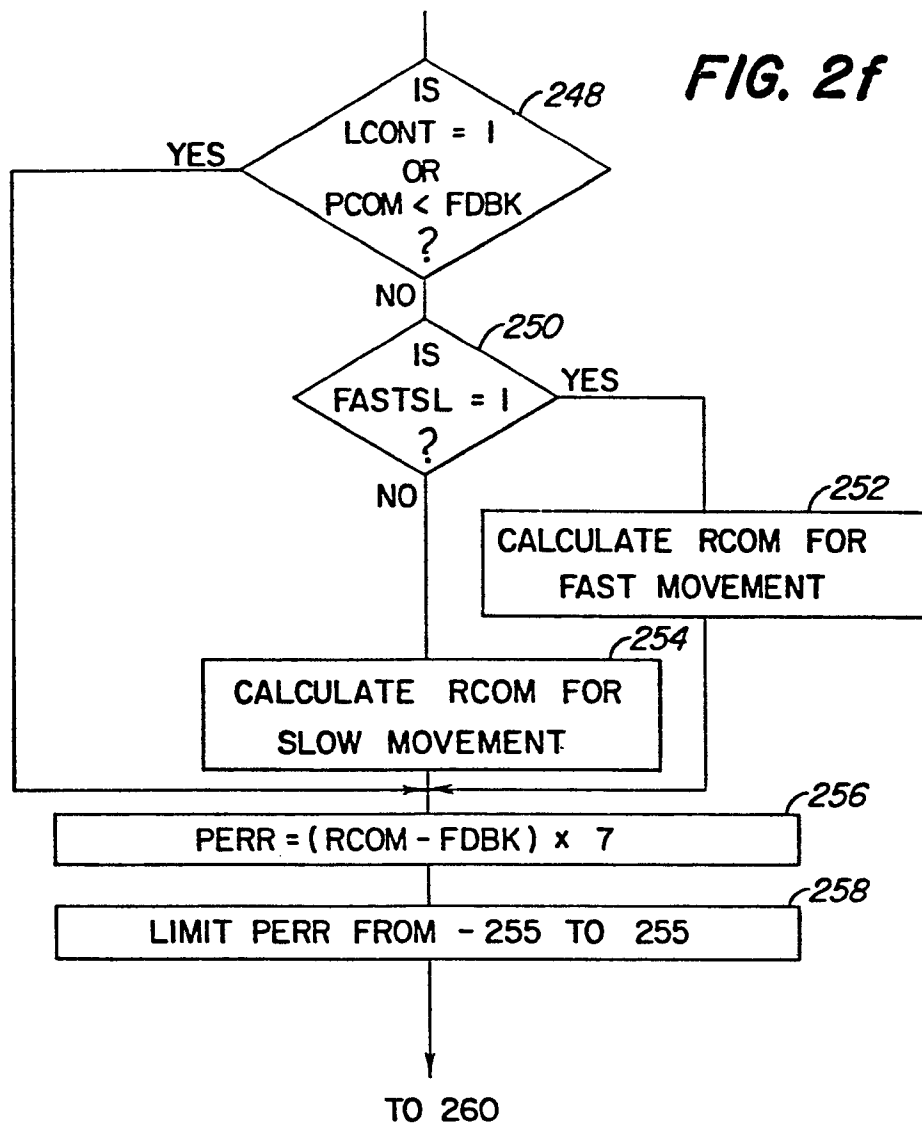 FIG. 2f
IS
LCONT = 1
OR
PCOM < FDBK
?
248
YES
NO
250
IS
FASTSL = 1
?
YES
NO
252
CALCULATE RCOM FOR
FAST MOVEMENT
254
CALCULATE RCOM FOR
SLOW MOVEMENT
256
PERR = (RCOM - FDBK) x 7
258
LIMIT PERR FROM - 255 TO 255
TO 260